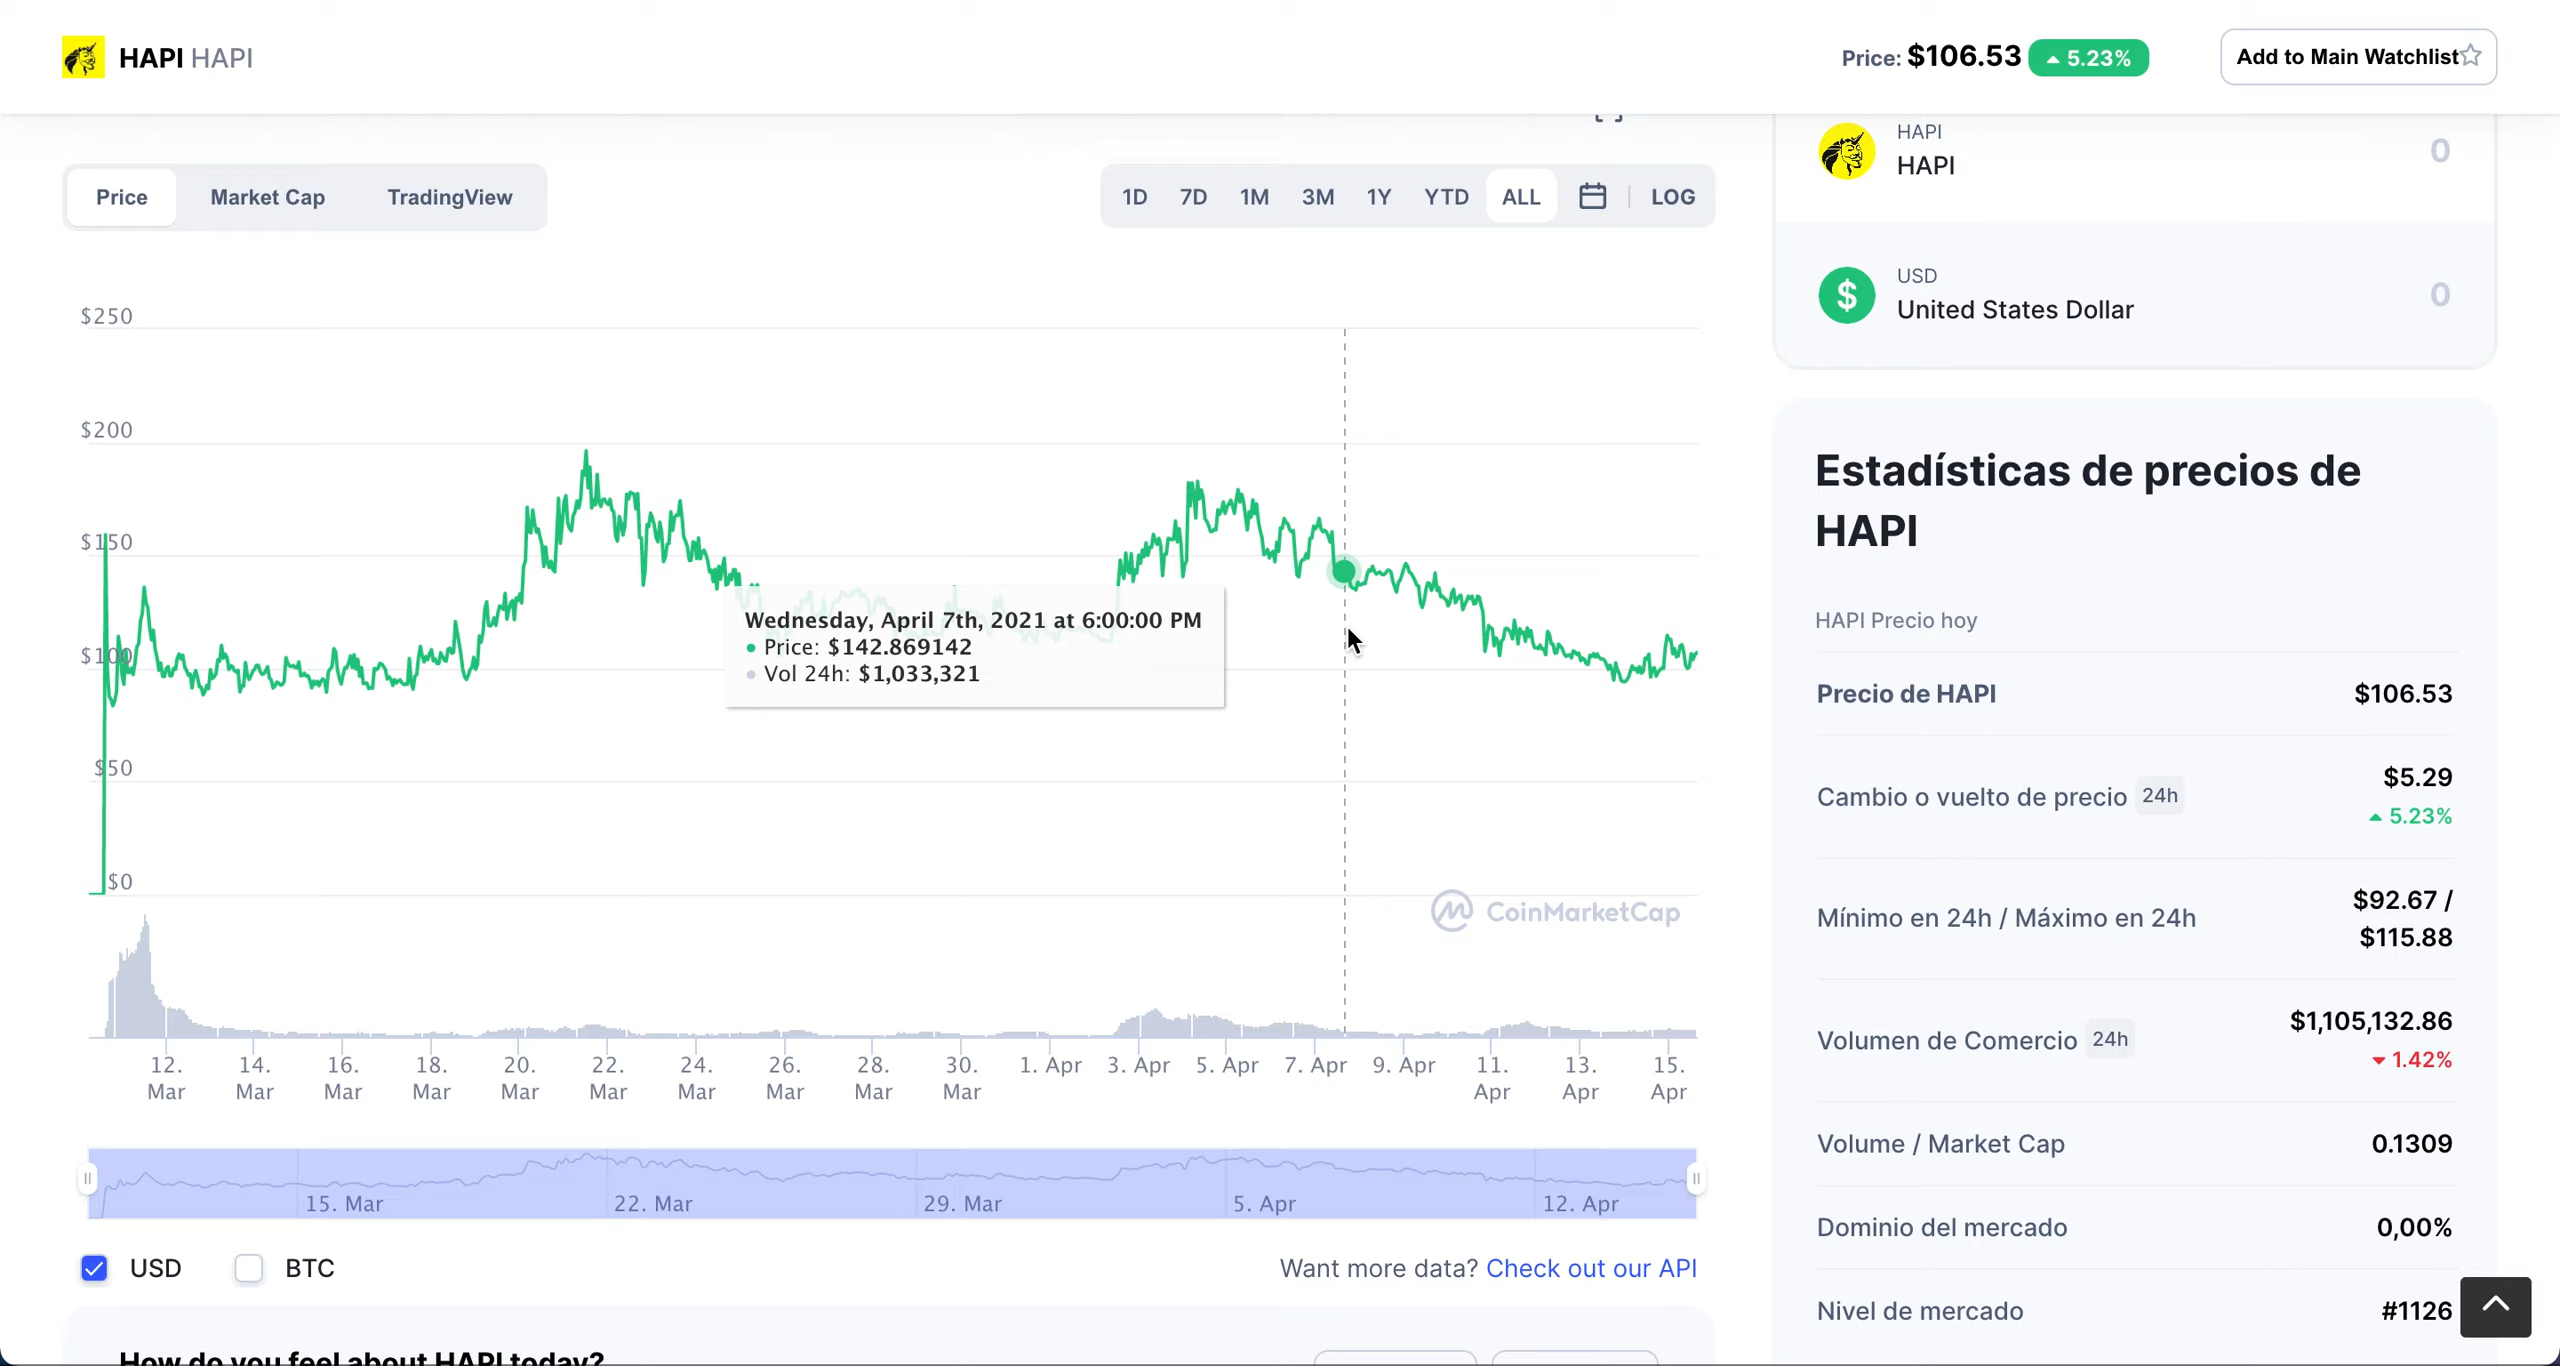 HAPI HAPI
Price: $106.53 5.23%
Add to Main Watchlist
Price Market Cap TradingView
1D 7D 1M 3M 1Y YTD ALL LOG
$250
$200
$150
$100
$50
$0
Wednesday, April 7th, 2021 at 6:00:00 PM
Price: $142.869142
Vol 24h: $1,033,321
CoinMarketCap
12. Mar
14. Mar
16. Mar
18. Mar
20. Mar
22. Mar
24. Mar
26. Mar
28. Mar
30. Mar
1. Apr
3. Apr
5. Apr
7. Apr
9. Apr
11. Apr
13. Apr
15. Apr
15. Mar 22. Mar 29. Mar 5. Apr 12. Apr
USD BTC
Want more data? Check out our API
How do you feel about HAPI today?
HAPI
HAPI 0
USD
United States Dollar 0
Estadísticas de precios de
HAPI
HAPI Precio hoy
Precio de HAPI $106.53
Cambio o vuelto de precio 24h $5.29
5.23%
Mínimo en 24h / Máximo en 24h $92.67 /
$115.88
Volumen de Comercio 24h $1,105,132.86
1.42%
Volume / Market Cap 0.1309
Dominio del mercado 0,00%
Nivel de mercado #1126